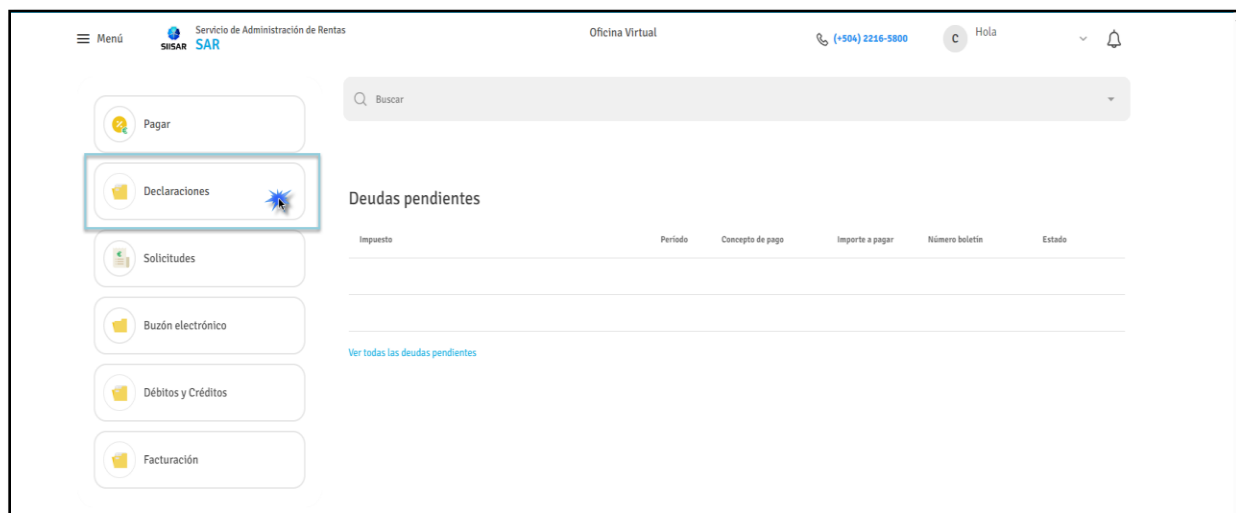 Menú
SIISAR
Servicio de Administración de Rentas
SAR
Oficina Virtual
(+504) 2216-5800
C
Hola
Buscar
Pagar
Declaraciones
Solicitudes
Buzón electrónico
Débitos y Créditos
Facturación
Deudas pendientes
Impuesto Período Concepto de pago Importe a pagar Número boletín Estado
Ver todas las deudas pendientes